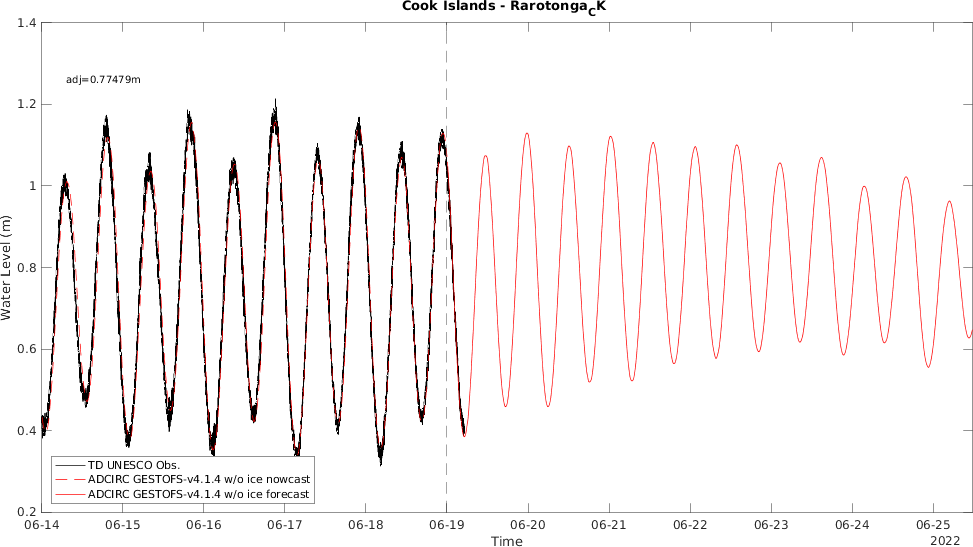 Cook Islands - Rarotonga_CK
adj=0.77479m
Water Level (m)
1.4
1.2
1
0.8
0.6
0.4
0.2
TD UNESCO Obs.
ADCIRC GESTOFS-v4.1.4 w/o ice nowcast
ADCIRC GESTOFS-v4.1.4 w/o ice forecast
06-14 06-15 06-16 06-17 06-18 06-19 06-20 06-21 06-22 06-23 06-24 06-25
Time
2022